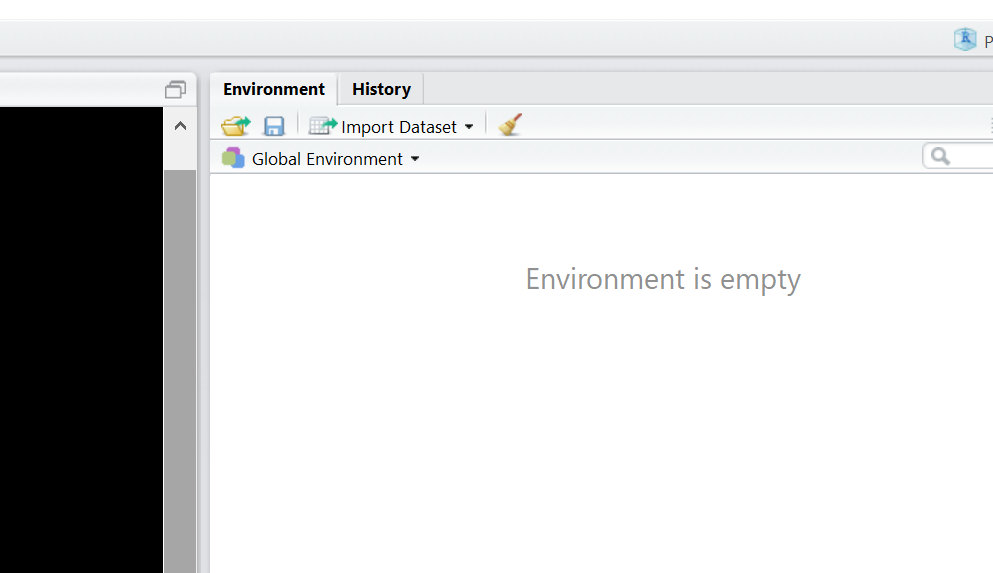 P
Environment History
Import Dataset
Global Environment
Environment is empty